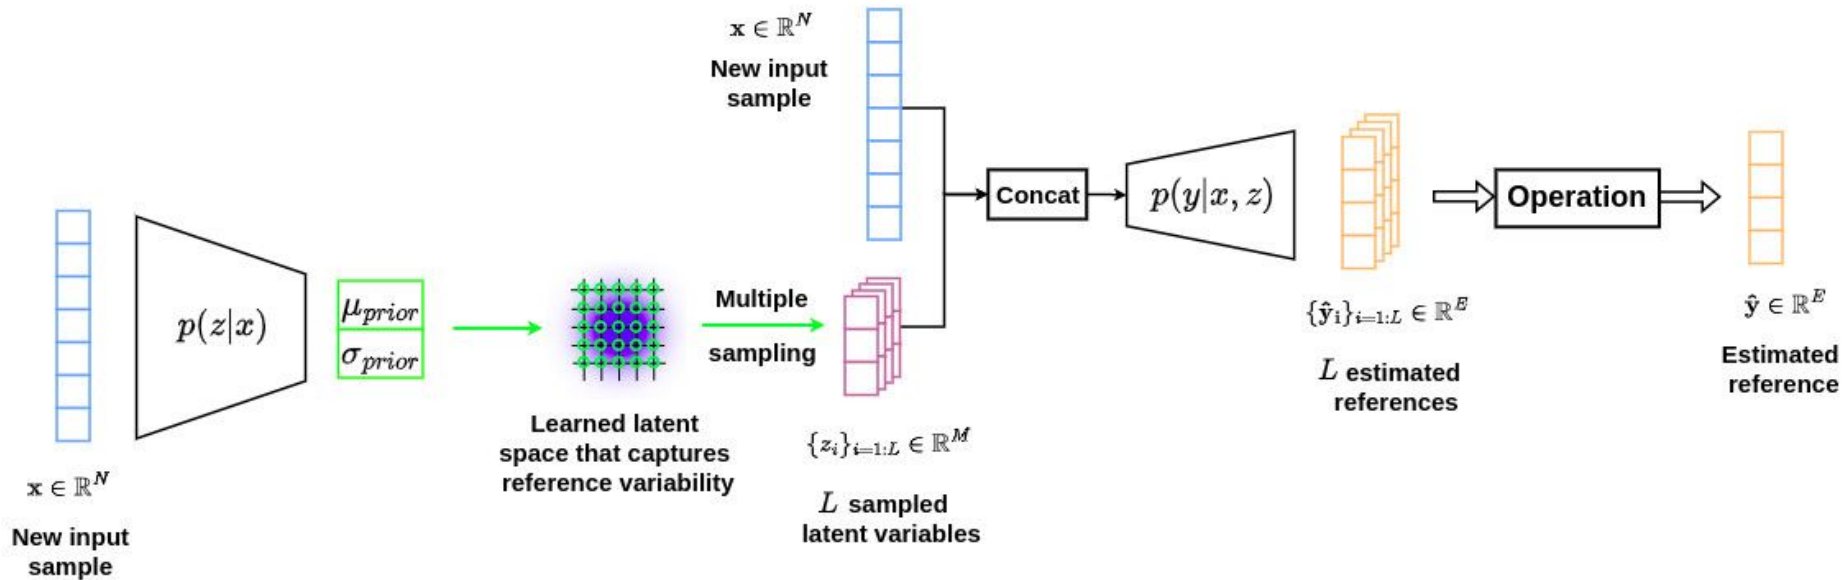 x ∈ ℝ^N
New input
sample
p(z|x)
μ_prior
σ_prior
Learned latent
space that captures
reference variability
Multiple
sampling
x ∈ ℝ^N
New input
sample
{z_i}_{i=1:L} ∈ ℝ^M
L sampled
latent variables
Concat
p(y|x, z)
{ŷ_i}_{i=1:L} ∈ ℝ^E
L estimated
references
Operation
ŷ ∈ ℝ^E
Estimated
reference